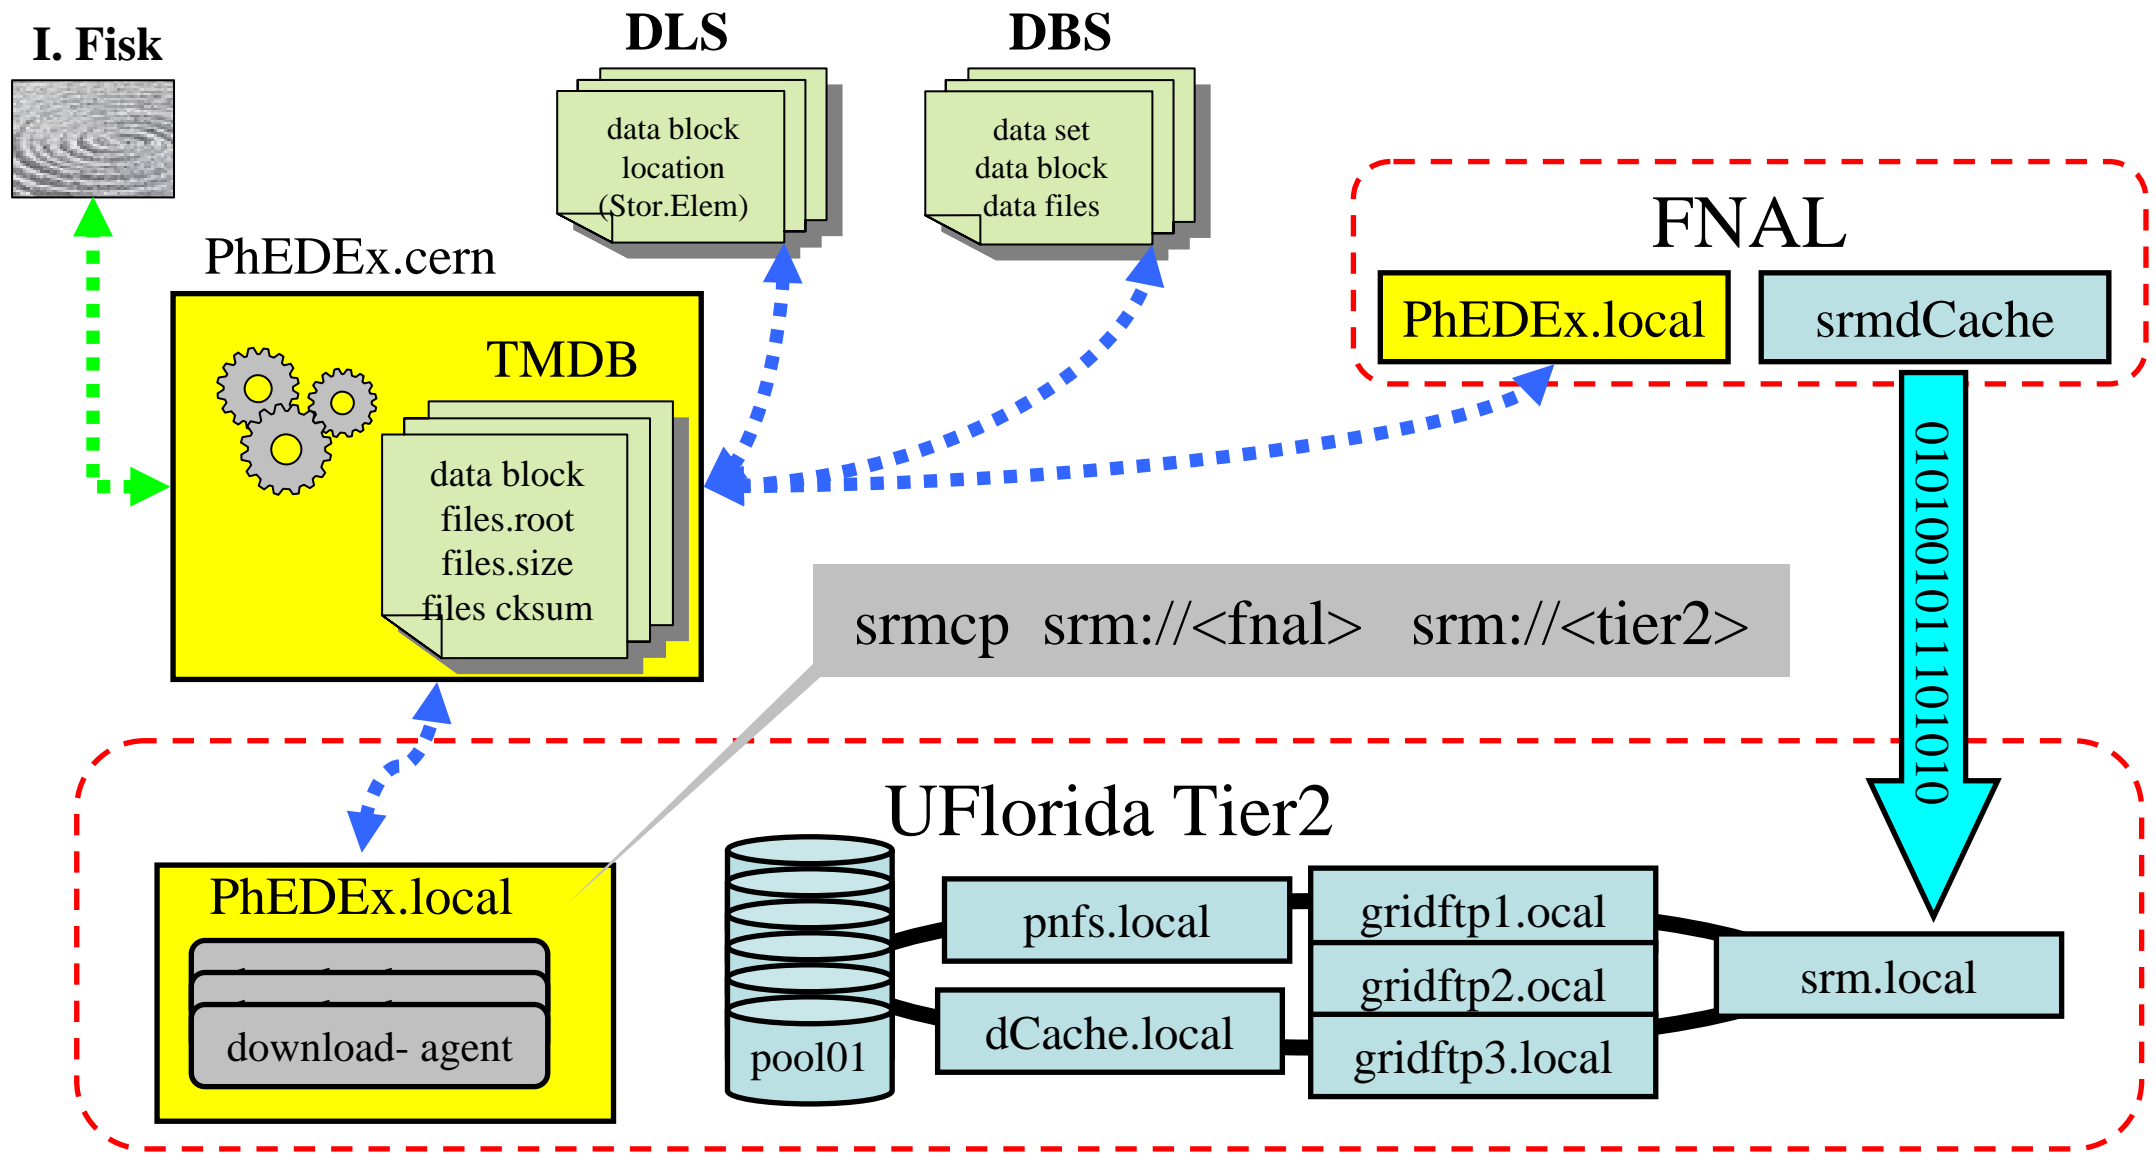 I. Fisk
DLS
data block
location
(Stor.Elem)
DBS
data set
data block
data files
PhEDEx.cern
TMDB
data block
files.root
files.size
files cksum
FNAL
PhEDEx.local
srmdCache
01010010111101010
srmcp srm://<fnal> srm://<tier2>
UFlorida Tier2
PhEDEx.local
download- agent
pool01
pnfs.local
dCache.local
gridftp1.ocal
gridftp2.ocal
gridftp3.local
srm.local